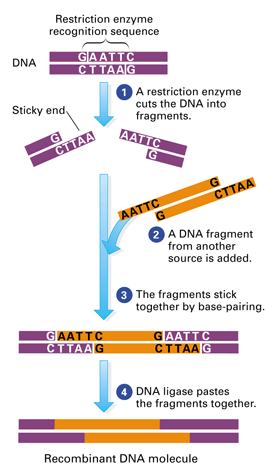 Restriction enzyme
recognition sequence
DNA
GAATTC
CTTAAG
1 A restriction enzyme
cuts the DNA into
fragments.
Sticky end
G
CTTAA
AATTC
G
AATTC G
G CTTAA
2 A DNA fragment
from another
source is added.
3 The fragments stick
together by base-pairing.
GAATTC GAATTC
CTTAAG CTTAAG
4 DNA ligase pastes
the fragments together.
Recombinant DNA molecule